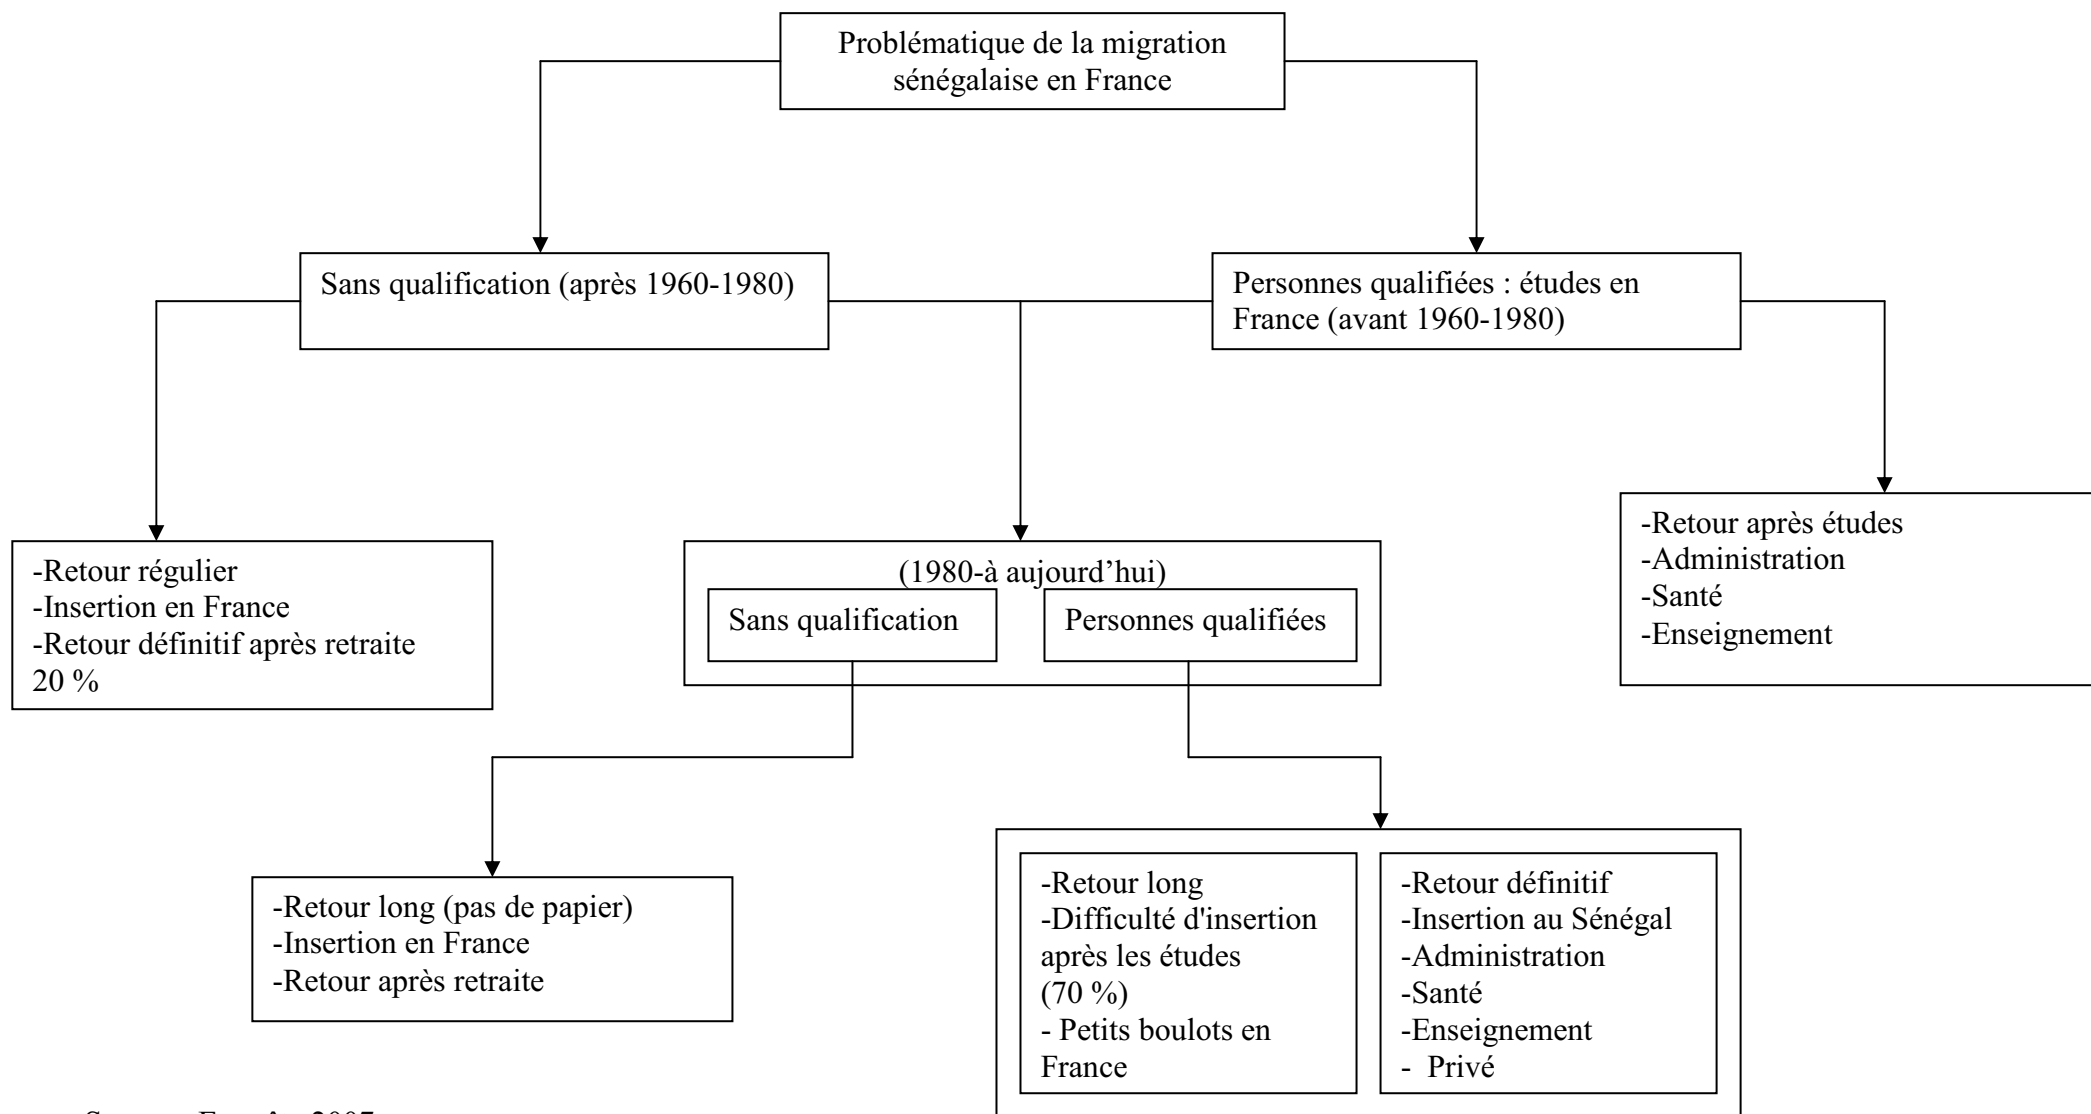 Problématique de la migration
sénégalaise en France
Sans qualification (après 1960-1980)
Personnes qualifiées : études en
France (avant 1960-1980)
-Retour régulier
-Insertion en France
-Retour définitif après retraite
20 %
(1980-à aujourd’hui)
Sans qualification
Personnes qualifiées
-Retour après études
-Administration
-Santé
-Enseignement
-Retour long (pas de papier)
-Insertion en France
-Retour après retraite
-Retour long
-Difficulté d'insertion
après les études
(70 %)
- Petits boulots en
France
-Retour définitif
-Insertion au Sénégal
-Administration
-Santé
-Enseignement
- Privé